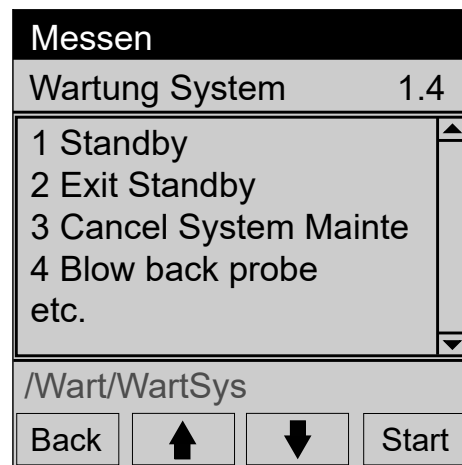 Messen
Wartung System 1.4
1 Standby
2 Exit Standby
3 Cancel System Mainte
4 Blow back probe
etc.
/Wart/WartSys
Back Start